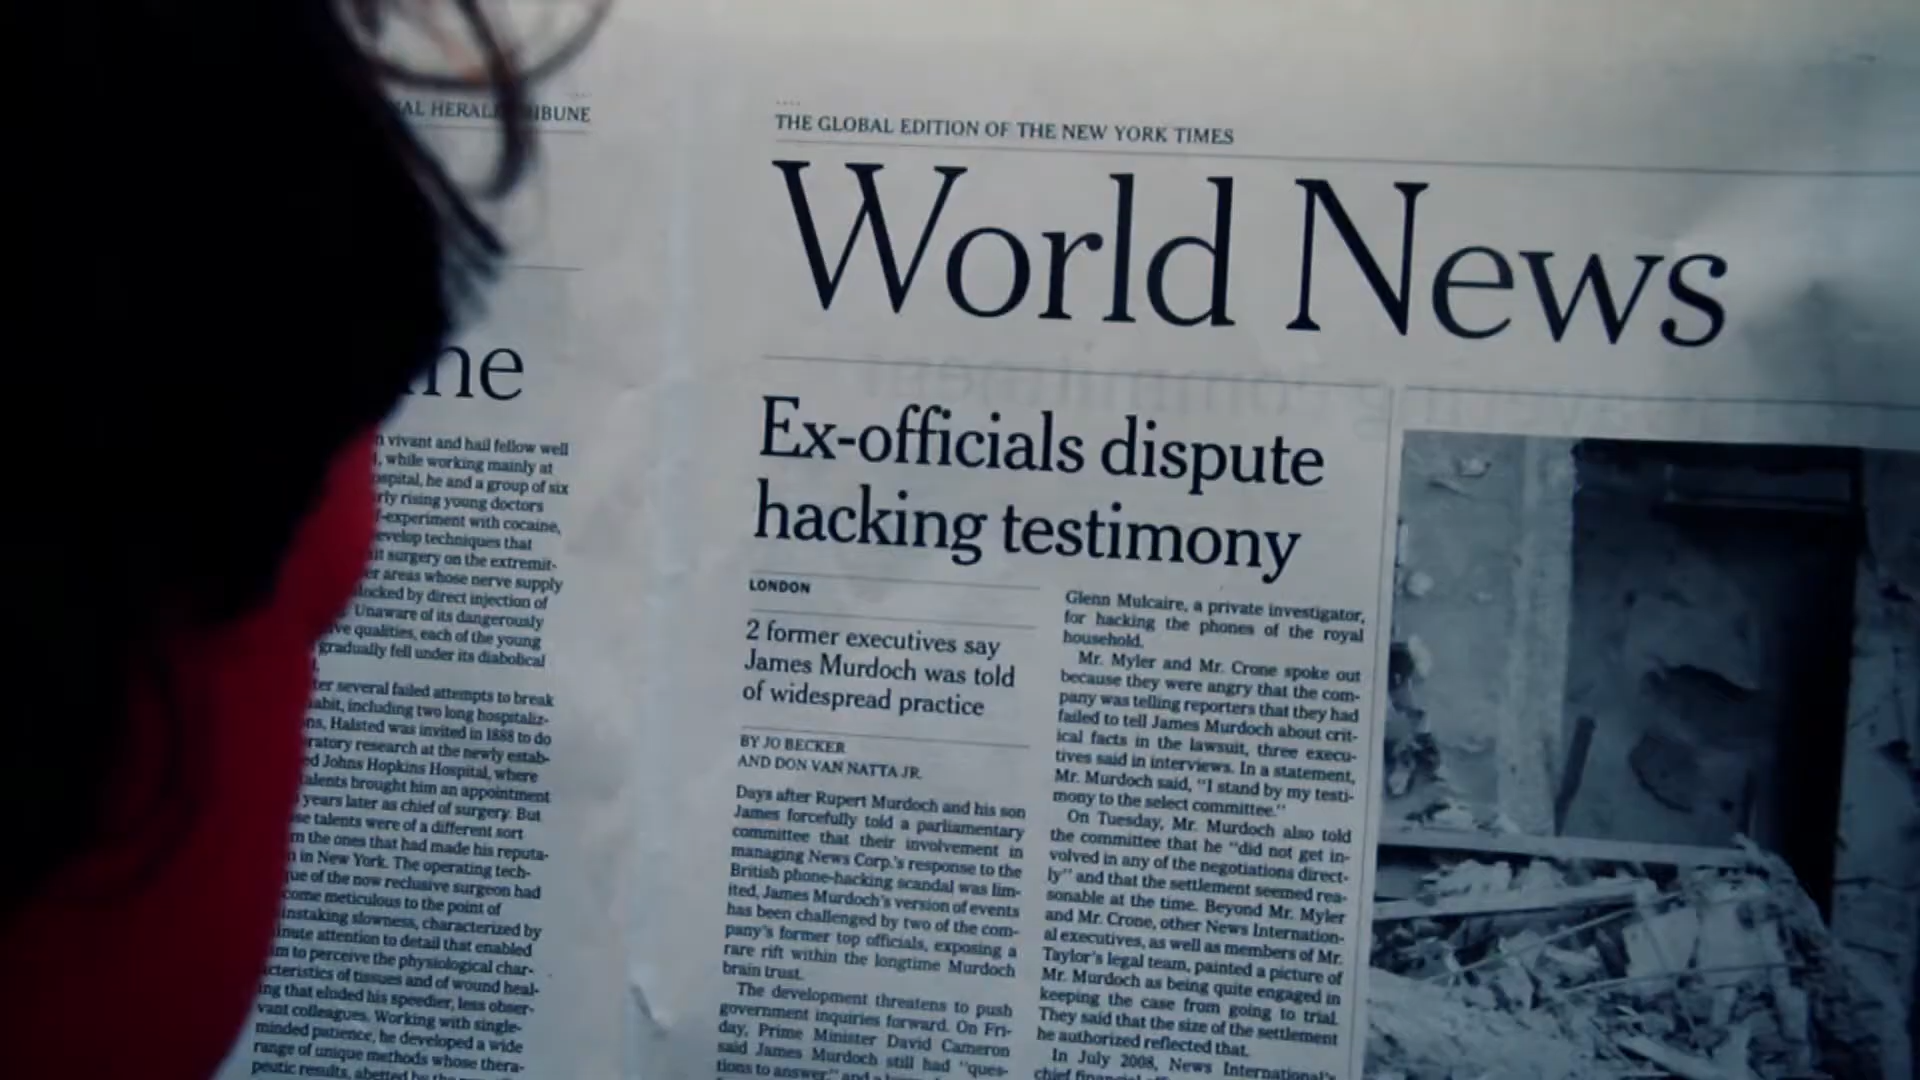 AL HERAL IBUNE
ne
vivant and hail fellow well
, while working mainly at
he and a group of six
rising young doctors
-experiment with cocaine,
techniques that
surgery on the extremit-
areas whose nerve supply
by direct injection of
Unaware of its dangerously
qualities, each of the young
gradually fell under its diabolical
several failed attempts to break
including two long hospitaliz-
Halsted was invited in 1888 to do
research at the newly estab-
Johns Hopkins Hospital, where
talents brought him an appointment
years later as chief of surgery. But
talents were of a different sort
the ones that had made his reputa-
in New York. The operating tech-
of the now reclusive surgeon had
come meticulous to the point of
slowness, characterized by
attention to detail that enabled
to perceive the physiological char-
acteristics of tissues and of wound heal-
ing that eluded his speedier, less obser-
vant colleagues. Working with single-
minded patience, he developed a wide
range of unique methods whose thera-
peutic results, abetted by the
THE GLOBAL EDITION OF THE NEW YORK TIMES
World News
Ex-officials dispute
hacking testimony
LONDON
2 former executives say
James Murdoch was told
of widespread practice
BY JO BECKER
AND DON VAN NATTA JR.
Days after Rupert Murdoch and his son
James forcefully told a parliamentary
committee that their involvement in
managing News Corp.'s response to the
British phone-hacking scandal was lim-
ited, James Murdoch's version of events
has been challenged by two of the com-
pany's former top officials, exposing a
rare rift within the longtime Murdoch
brain trust.
The development threatens to push
government inquiries forward. On Fri-
day, Prime Minister David Cameron
said James Murdoch still had "ques-
tions to answer," and
Glenn Mulcaire, a private investigator,
for hacking the phones of the royal
household.
Mr. Myler and Mr. Crone spoke out
because they were angry that the com-
pany was telling reporters that they had
failed to tell James Murdoch about crit-
ical facts in the lawsuit, three execu-
tives said in interviews. In a statement,
Mr. Murdoch said, "I stand by my testi-
mony to the select committee."
On Tuesday, Mr. Murdoch also told
the committee that he "did not get in-
volved in any of the negotiations direct-
ly" and that the settlement seemed rea-
sonable at the time. Beyond Mr. Myler
and Mr. Crone, other News Internation-
al executives, as well as members of Mr.
Taylor's legal team, painted a picture of
Mr. Murdoch as being quite engaged in
keeping the case from going to trial.
They said that the size of the settlement
he authorized reflected that.
In July 2008, News International's
chief financial